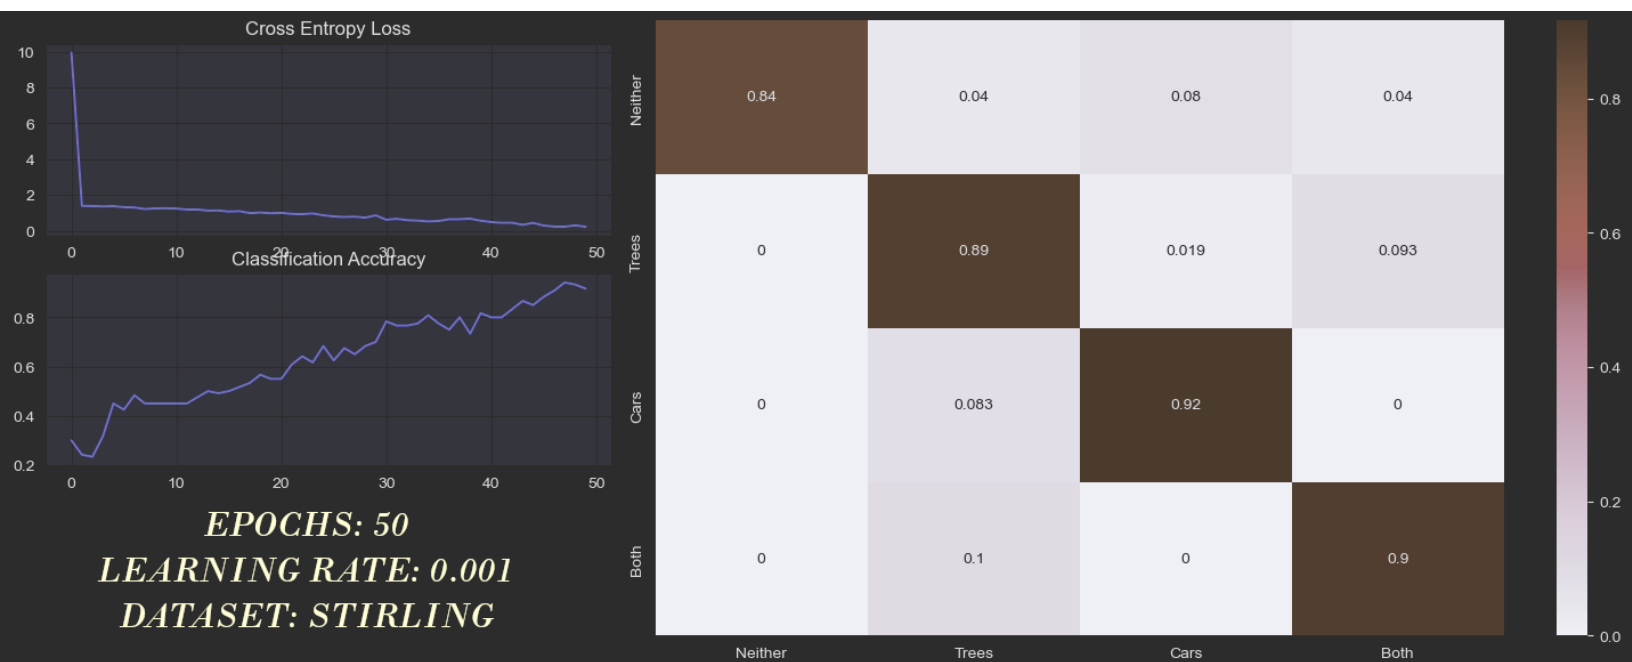 Cross Entropy Loss
10
8
6
4
2
0
0 10 20 30 40 50
Classification Accuracy
0.8
0.6
0.4
0.2
0 10 20 30 40 50
EPOCHS: 50
LEARNING RATE: 0.001
DATASET: STIRLING
Neither 0.84 0.04 0.08 0.04
Trees 0 0.89 0.019 0.093
Cars 0 0.083 0.92 0
Both 0 0.1 0 0.9
Neither Trees Cars Both
0.8
0.6
0.4
0.2
0.0